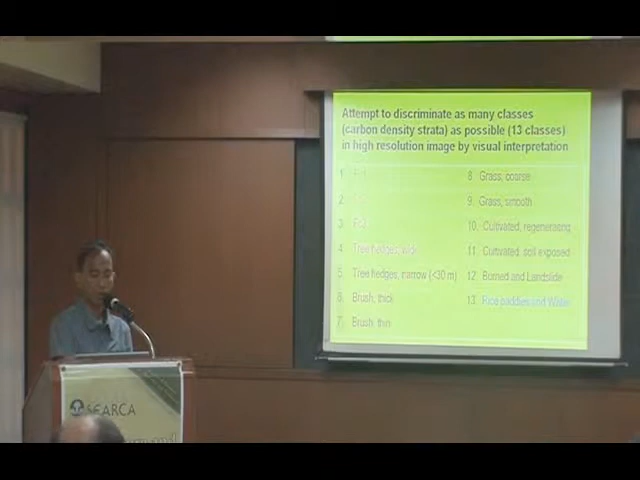 Attempt to discriminate as many classes
(carbon density strata) as possible (13 classes)
in high resolution image by visual interpretation
1
2
3
4 Tree hedges, wide
5 Tree hedges, narrow (<30 m)
6 Brush, thick
7 Brush, thin
8 Grass, coarse
9. Grass, smooth
10. Cultivated, regenerating
11. Cultivated, soil exposed
12. Burned and Landslide
13. Rice paddies and Water
SEARCA